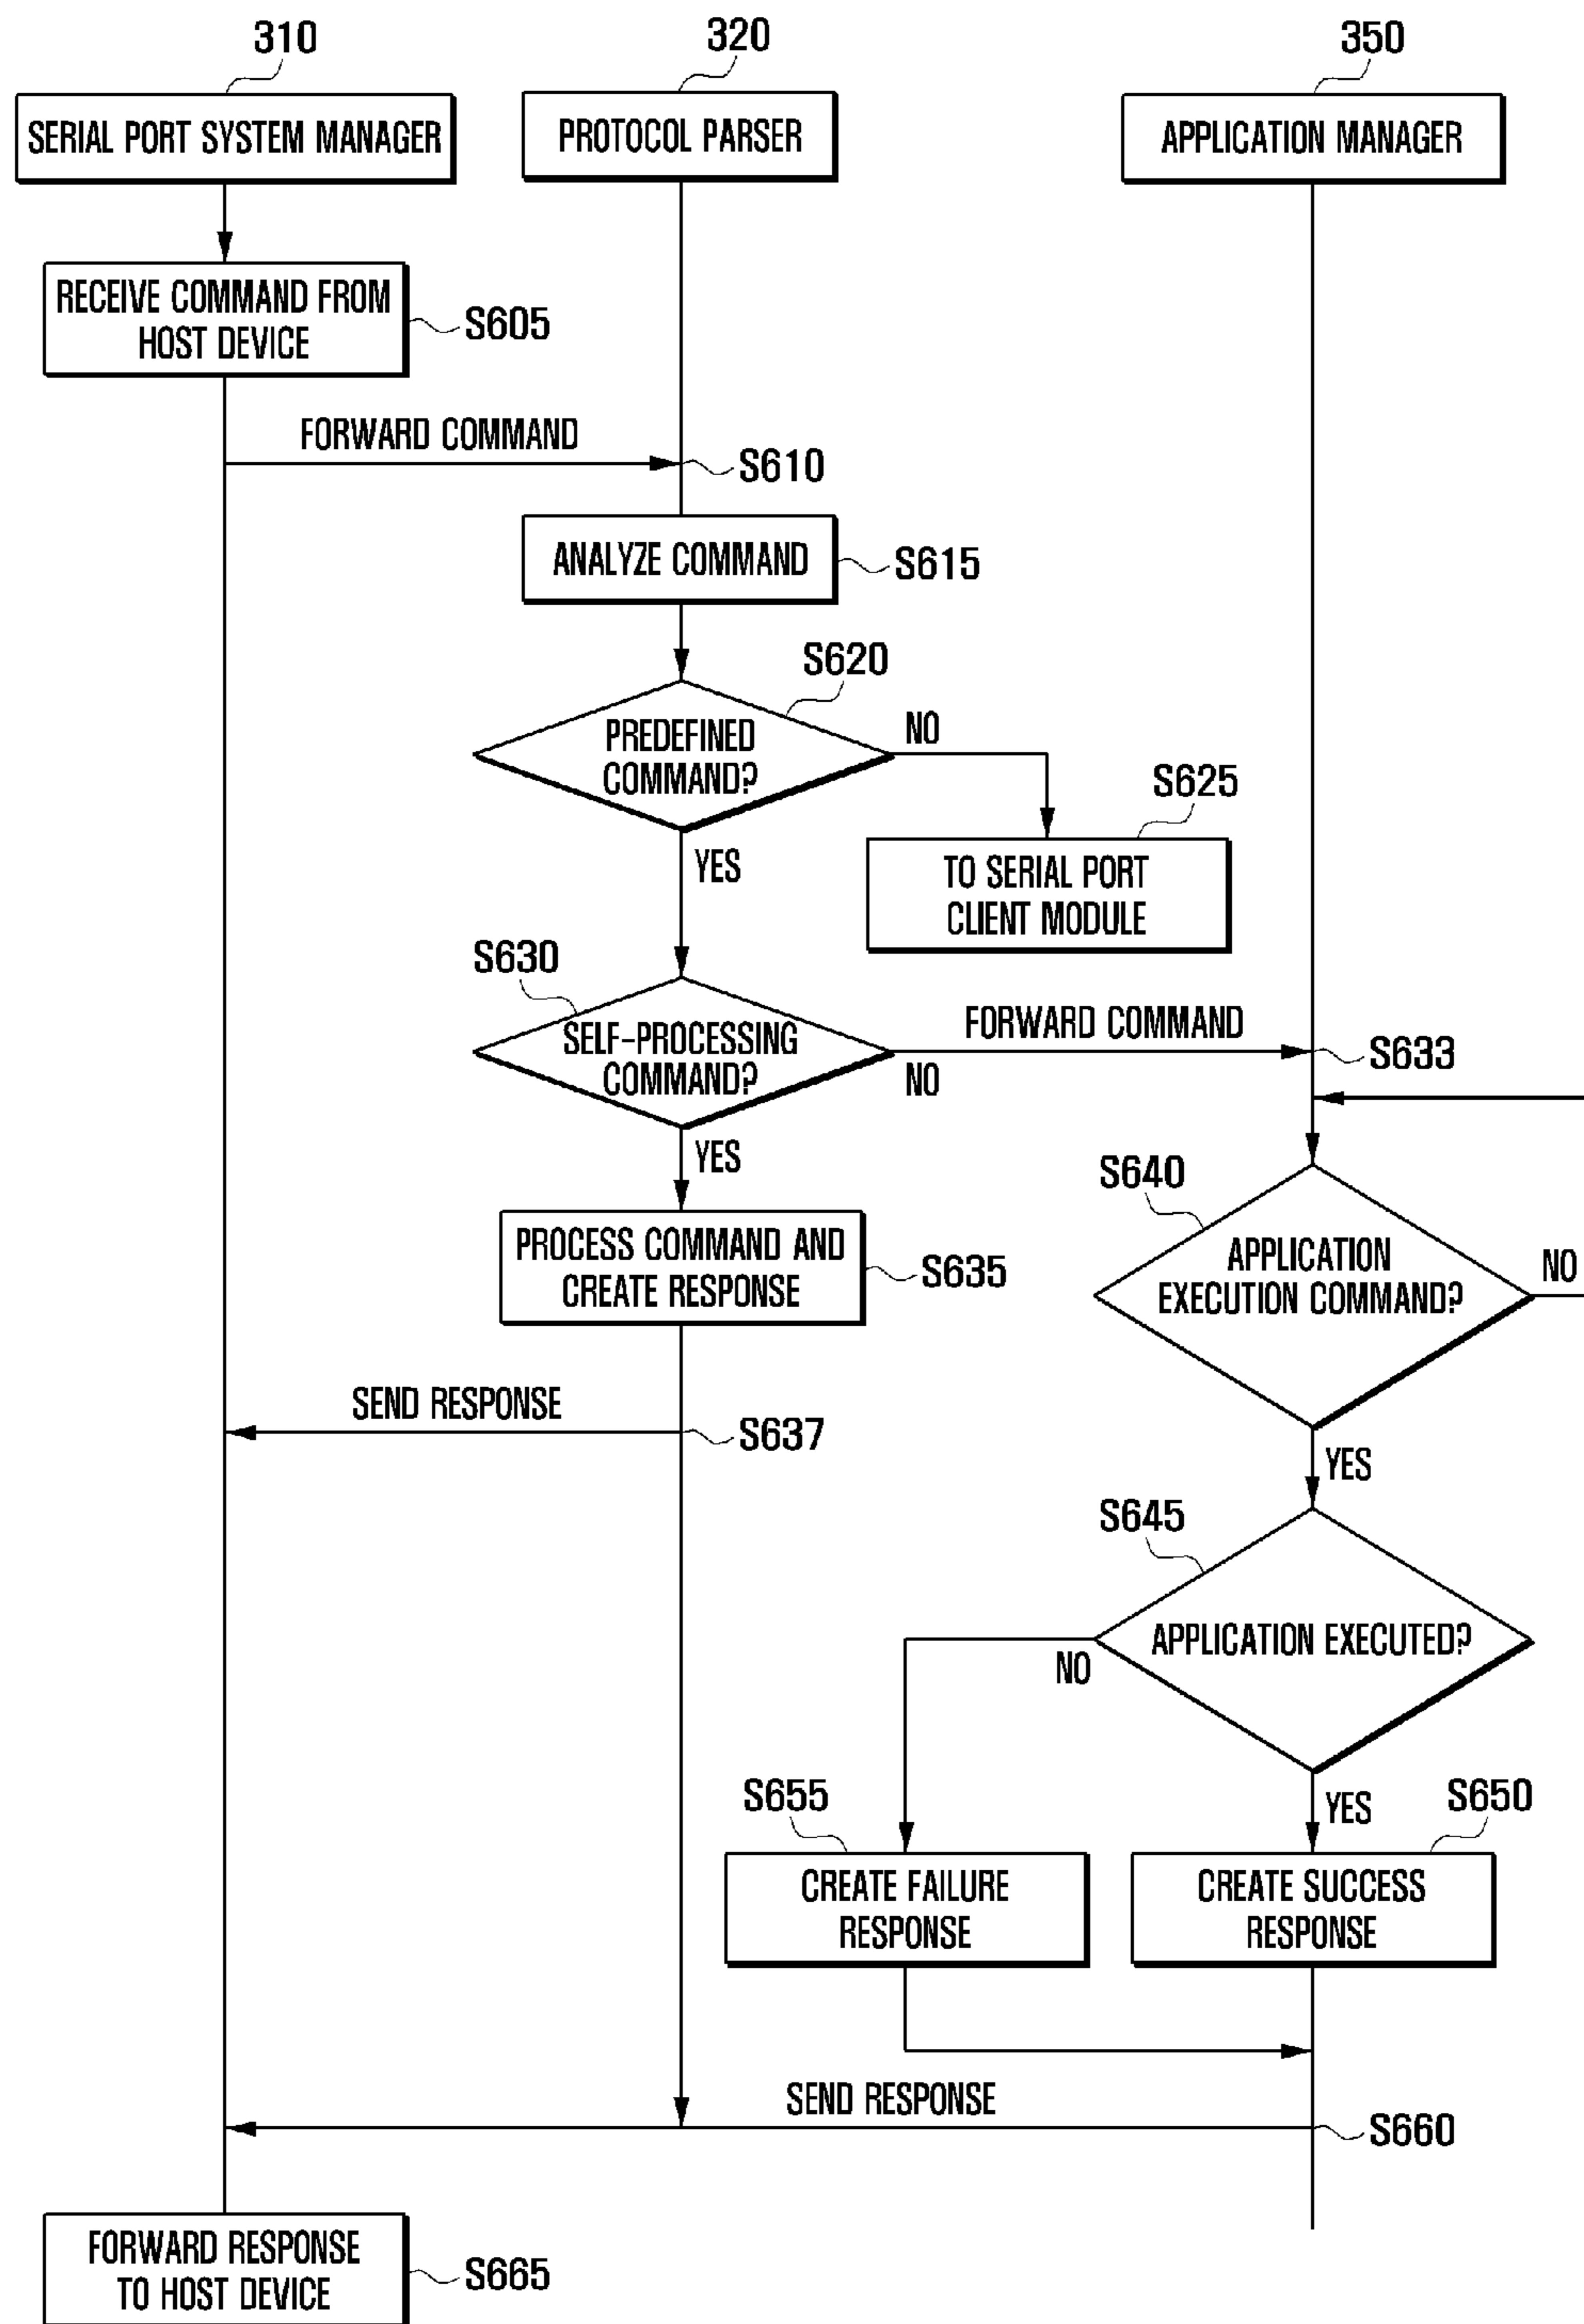 310
320
350
SERIAL PORT SYSTEM MANAGER
PROTOCOL PARSER
APPLICATION MANAGER
RECEIVE COMMAND FROM
HOST DEVICE
S605
FORWARD COMMAND
S610
ANALYZE COMMAND
S615
S620
PREDEFINED
COMMAND?
NO
S625
YES
TO SERIAL PORT
CLIENT MODULE
S630
SELF-PROCESSING
COMMAND?
FORWARD COMMAND
NO
S633
YES
S640
APPLICATION
EXECUTION COMMAND?
NO
PROCESS COMMAND AND
CREATE RESPONSE
S635
SEND RESPONSE
S637
YES
S645
APPLICATION EXECUTED?
NO
S655
YES
S650
CREATE FAILURE
RESPONSE
CREATE SUCCESS
RESPONSE
SEND RESPONSE
S660
FORWARD RESPONSE
TO HOST DEVICE
S665